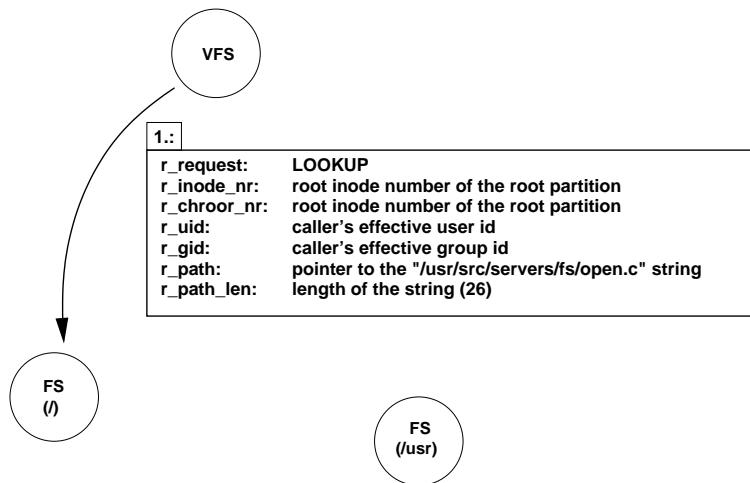 VFS
1.:
r_request: LOOKUP
r_inode_nr: root inode number of the root partition
r_chroor_nr: root inode number of the root partition
r_uid: caller's effective user id
r_gid: caller's effective group id
r_path: pointer to the "/usr/src/servers/fs/open.c" string
r_path_len: length of the string (26)
FS
(/)
FS
(/usr)